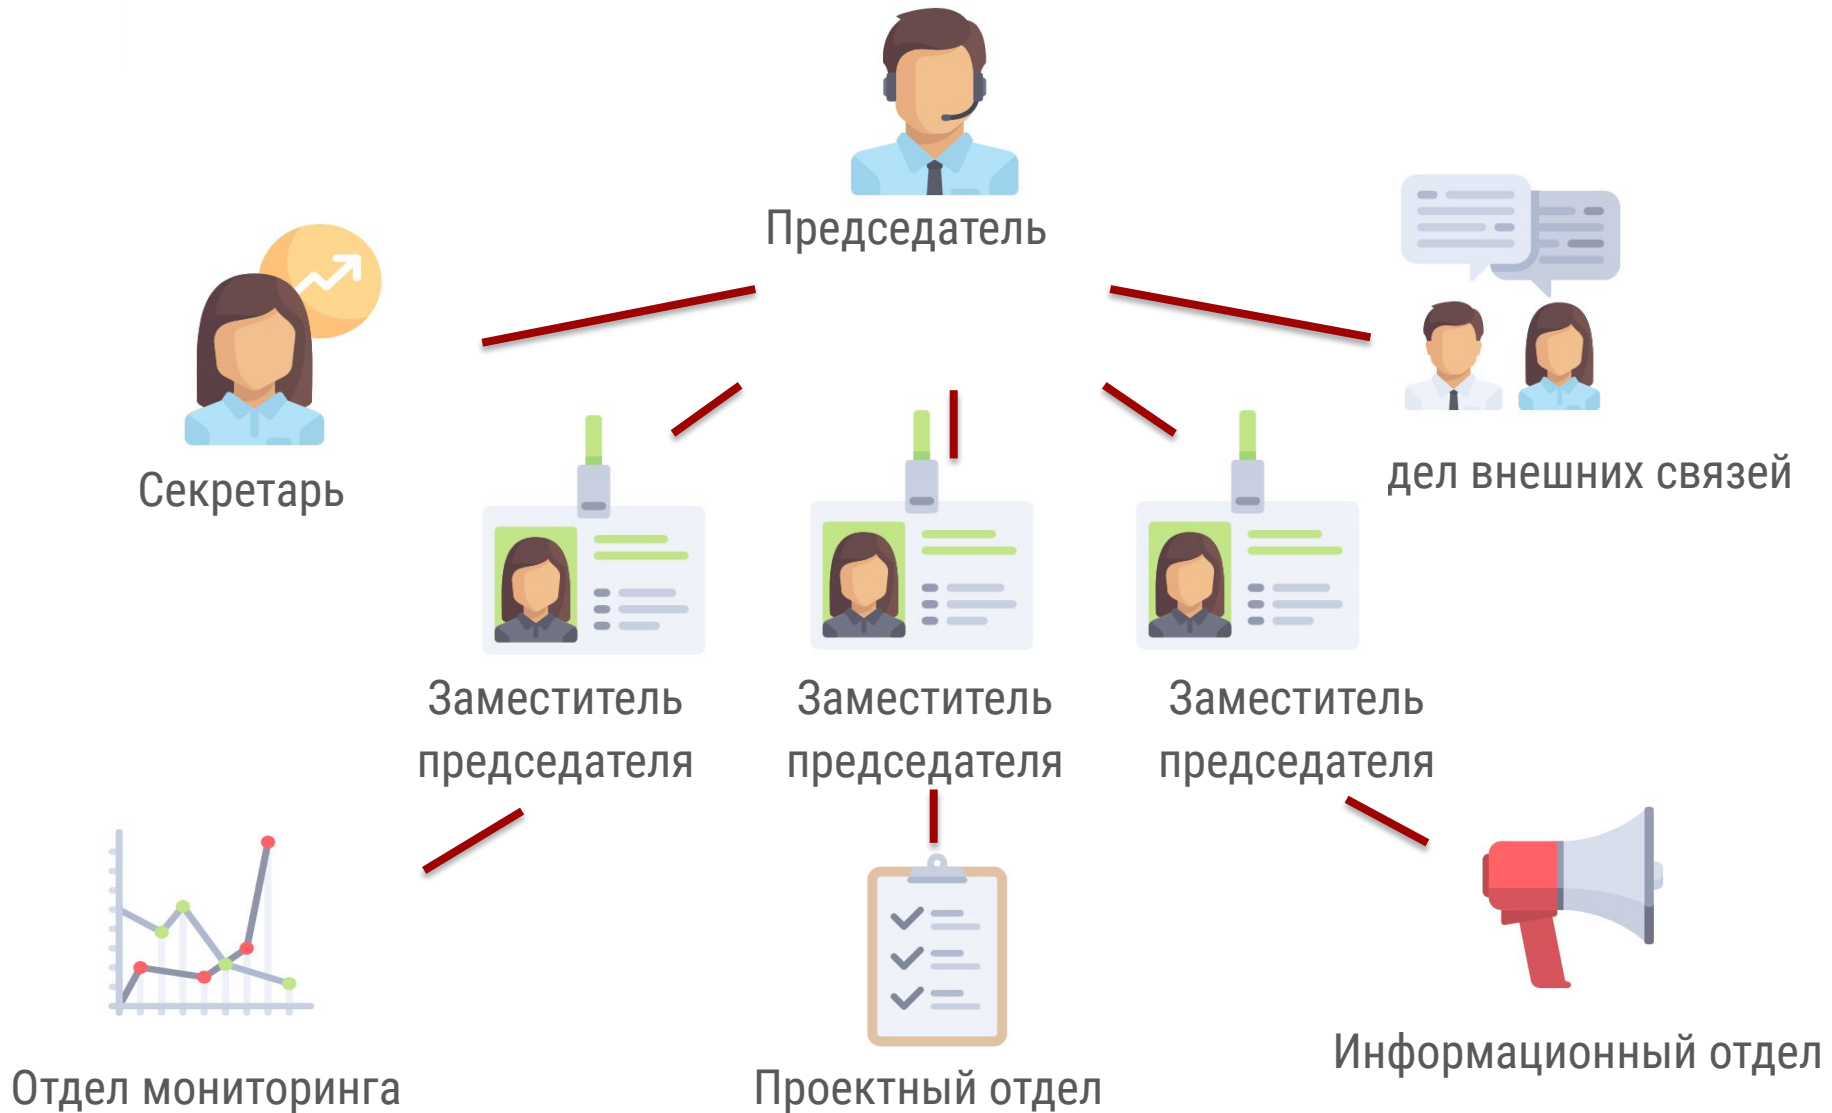 Председатель
Секретарь
дел внешних связей
Заместитель
председателя
Заместитель
председателя
Заместитель
председателя
Отдел мониторинга
Проектный отдел
Информационный отдел